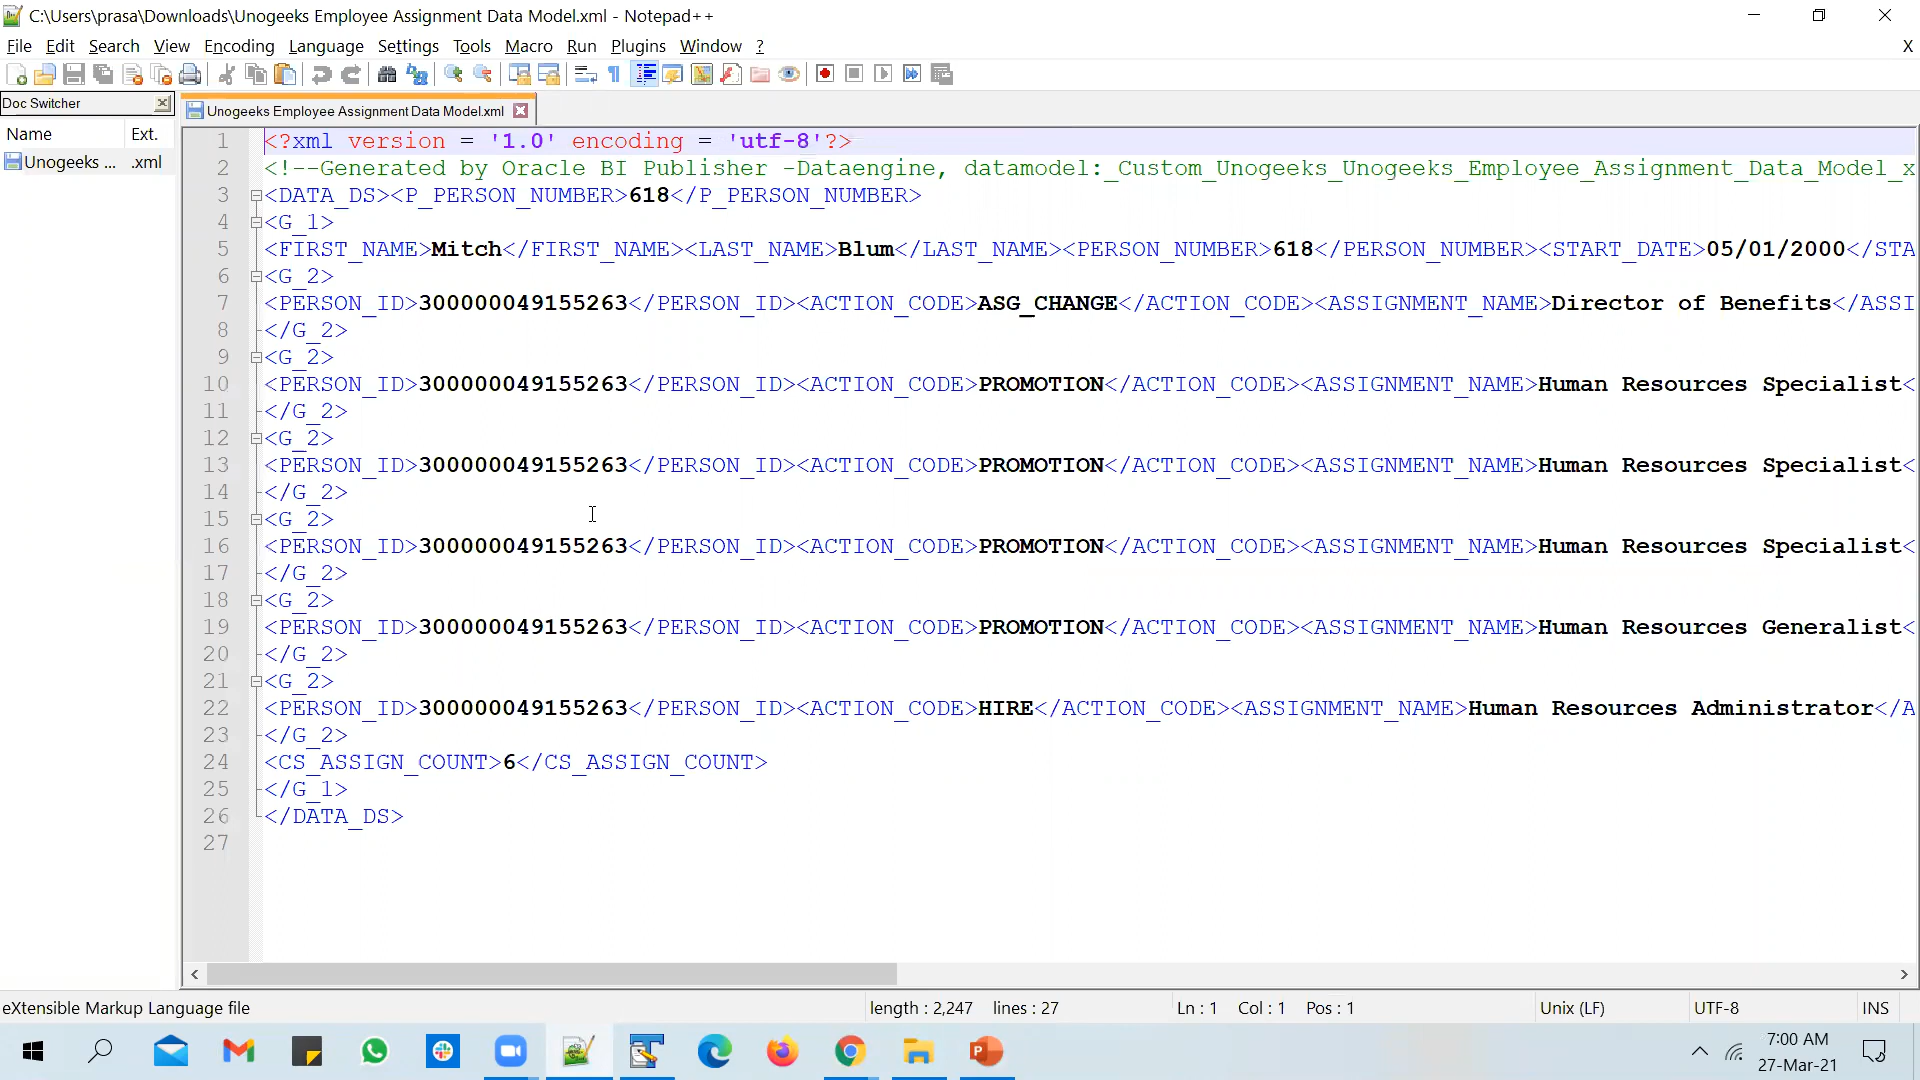 C:\Users\prasa\Downloads\Unogeeks Employee Assignment Data Model.xml - Notepad++
File Edit Search View Encoding Language Settings Tools Macro Run Plugins Window ? X
Doc Switcher
Name Ext.
Unogeeks ... .xml
Unogeeks Employee Assignment Data Model.xml
1 <?xml version = '1.0' encoding = 'utf-8'?>
2 <!--Generated by Oracle BI Publisher -Dataengine, datamodel:_Custom_Unogeeks_Unogeeks_Employee_Assignment_Data_Model_x
3 <DATA_DS><P_PERSON_NUMBER>618</P_PERSON_NUMBER>
4 <G_1>
5 <FIRST_NAME>Mitch</FIRST_NAME><LAST_NAME>Blum</LAST_NAME><PERSON_NUMBER>618</PERSON_NUMBER><START_DATE>05/01/2000</STA
6 <G_2>
7 <PERSON_ID>300000049155263</PERSON_ID><ACTION_CODE>ASG_CHANGE</ACTION_CODE><ASSIGNMENT_NAME>Director of Benefits</ASSI
8 </G_2>
9 <G_2>
10 <PERSON_ID>300000049155263</PERSON_ID><ACTION_CODE>PROMOTION</ACTION_CODE><ASSIGNMENT_NAME>Human Resources Specialist<
11 </G_2>
12 <G_2>
13 <PERSON_ID>300000049155263</PERSON_ID><ACTION_CODE>PROMOTION</ACTION_CODE><ASSIGNMENT_NAME>Human Resources Specialist<
14 </G_2>
15 <G_2>
16 <PERSON_ID>300000049155263</PERSON_ID><ACTION_CODE>PROMOTION</ACTION_CODE><ASSIGNMENT_NAME>Human Resources Specialist<
17 </G_2>
18 <G_2>
19 <PERSON_ID>300000049155263</PERSON_ID><ACTION_CODE>PROMOTION</ACTION_CODE><ASSIGNMENT_NAME>Human Resources Generalist<
20 </G_2>
21 <G_2>
22 <PERSON_ID>300000049155263</PERSON_ID><ACTION_CODE>HIRE</ACTION_CODE><ASSIGNMENT_NAME>Human Resources Administrator</A
23 </G_2>
24 <CS_ASSIGN_COUNT>6</CS_ASSIGN_COUNT>
25 </G_1>
26 </DATA_DS>
27
eXtensible Markup Language file length : 2,247 lines : 27 Ln : 1 Col : 1 Pos : 1 Unix (LF) UTF-8 INS
7:00 AM
27-Mar-21